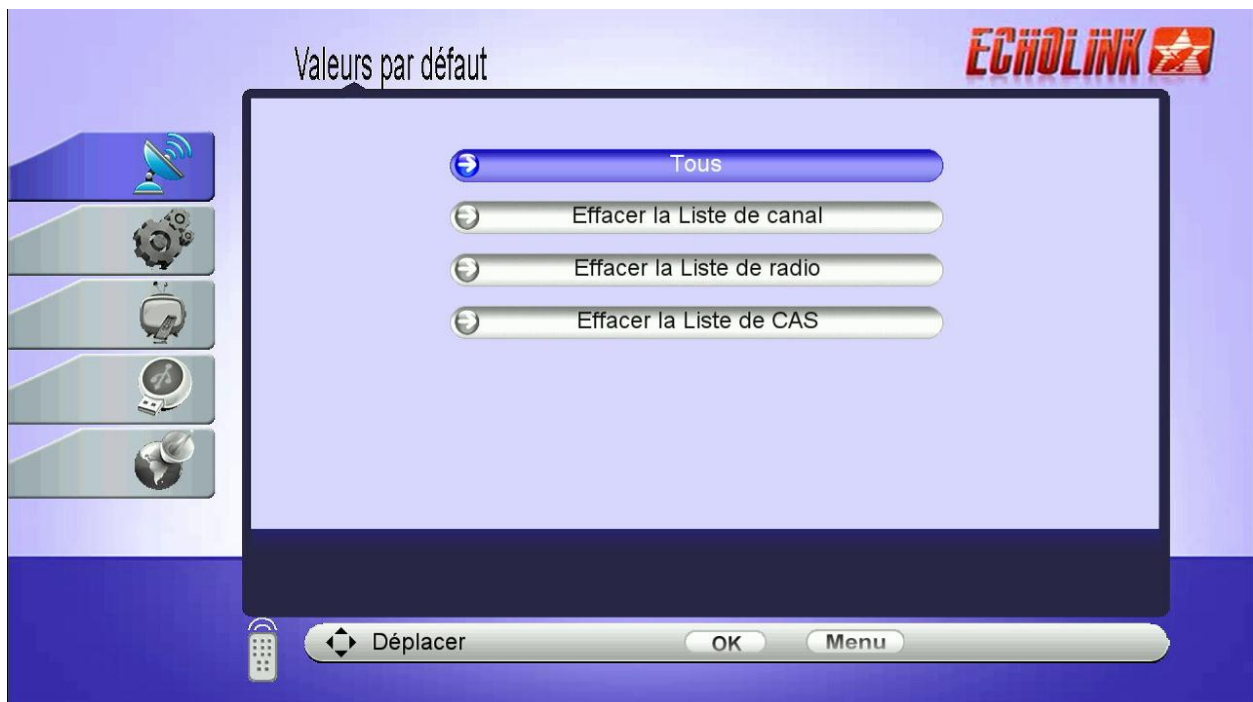 Valeurs par défaut
ECHOLINK
Tous
Effacer la Liste de canal
Effacer la Liste de radio
Effacer la Liste de CAS
Déplacer OK Menu